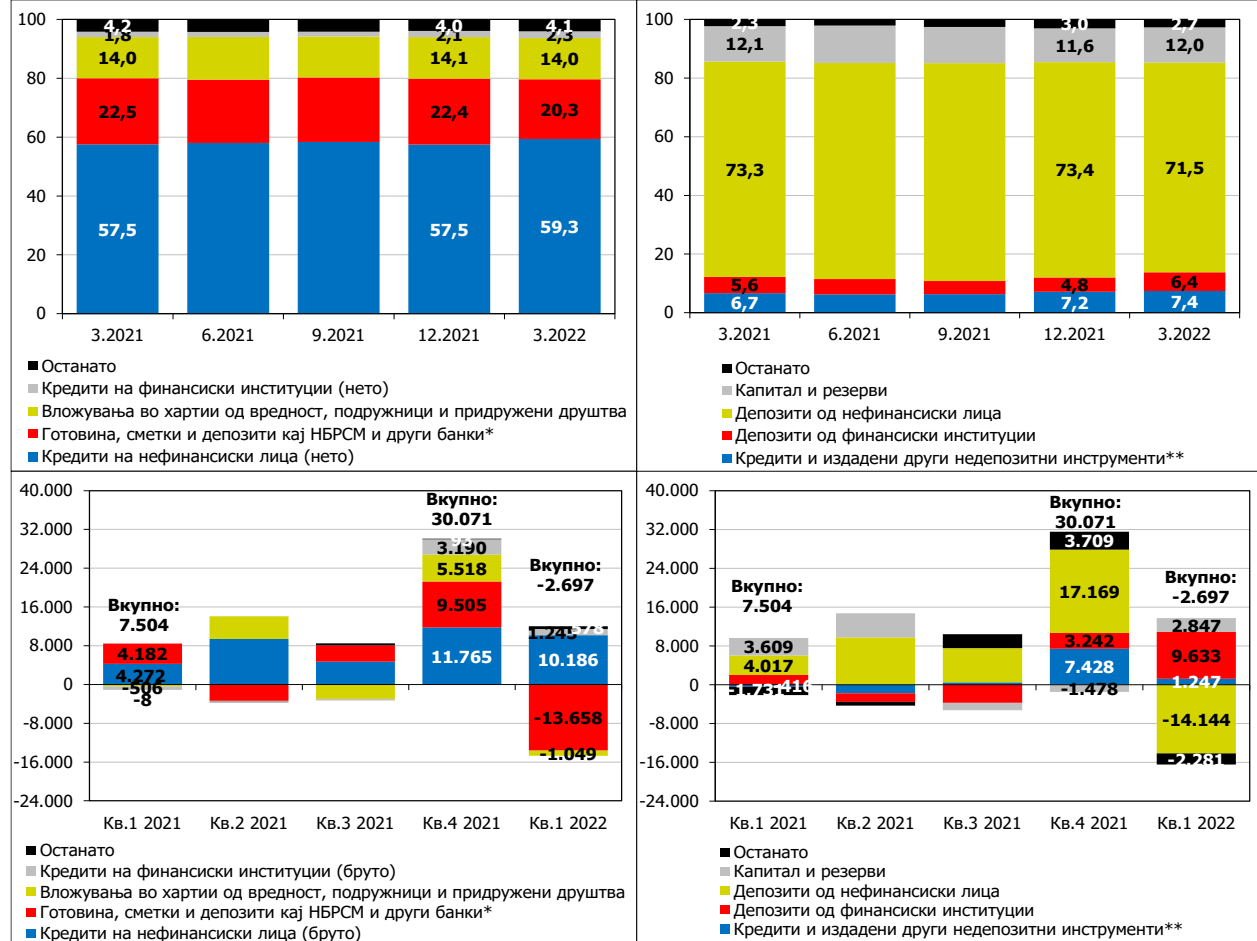 100
80
60
40
20
0
4,2
1,8
14,0
22,5
57,5
4,0
2,1
14,1
22,4
57,5
4,1
2,3
14,0
20,3
59,3
3.2021
6.2021
9.2021
12.2021
3.2022
Останато
Кредити на финансиски институции (нето)
Вложувања во хартии од вредност, подружници и придружени друштва
Готовина, сметки и депозити кај НБРСМ и други банки*
Кредити на нефинансиски лица (нето)
100
80
60
40
20
0
2,3
12,1
73,3
5,6
6,7
3,0
11,6
73,4
4,8
7,2
2,7
12,0
71,5
6,4
7,4
3.2021
6.2021
9.2021
12.2021
3.2022
Останато
Капитал и резерви
Депозити од нефинансиски лица
Депозити од финансиски институции
Кредити и издадени други недепозитни инструменти**
40.000
32.000
24.000
16.000
8.000
0
-8.000
-16.000
-24.000
Вкупно:
7.504
4.182
4.272
-506
-8
Вкупно:
30.071
93
3.190
5.518
9.505
11.765
Вкупно:
-2.697
578
1.245
10.186
-13.658
-1.049
Кв.1 2021
Кв.2 2021
Кв.3 2021
Кв.4 2021
Кв.1 2022
Останато
Кредити на финансиски институции (бруто)
Вложувања во хартии од вредност, подружници и придружени друштва
Готовина, сметки и депозити кај НБРСМ и други банки*
Кредити на нефинансиски лица (бруто)
40.000
32.000
24.000
16.000
8.000
0
-8.000
-16.000
-24.000
Вкупно:
7.504
3.609
4.017
Вкупно:
30.071
3.709
17.169
3.242
7.428
-1.478
Вкупно:
-2.697
2.847
9.633
1.247
-14.144
-2.281
Кв.1 2021
Кв.2 2021
Кв.3 2021
Кв.4 2021
Кв.1 2022
Останато
Капитал и резерви
Депозити од нефинансиски лица
Депозити од финансиски институции
Кредити и издадени други недепозитни инструменти**